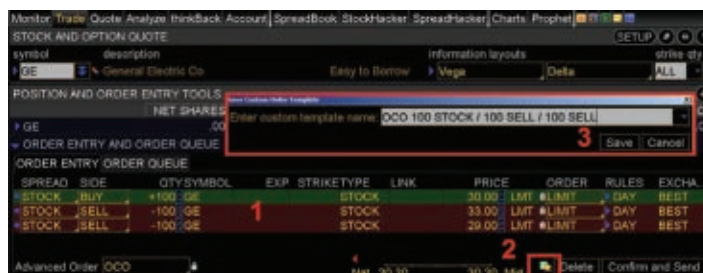 Monitor Trade Quote Analyze thinkBack Account SpreadBook StockHacker SpreadHacker Charts Prophet
STOCK AND OPTION QUOTE SETUP
symbol description information layouts strike qty
GE General Electric Co Easy to Borrow Vega Delta ALL
POSITION AND ORDER ENTRY TOOLS
Save Custom Order Template
NET SHARES
Enter custom template name: OCO 100 STOCK / 100 SELL / 100 SELL
GE .00
3 Save Cancel
ORDER ENTRY AND ORDER QUEUE
ORDER ENTRY ORDER QUEUE
SPREAD SIDE QTY SYMBOL EXP STRIKE TYPE LINK PRICE ORDER RULES EXCHA.
STOCK BUY +100 GE STOCK 30.00 LMT LIMIT DAY BEST
STOCK SELL -100 GE 1 STOCK 33.00 LMT LIMIT DAY BEST
STOCK SELL -100 GE STOCK 29.00 LMT LIMIT DAY BEST
2
Advanced Order OCO Delete Confirm and Send